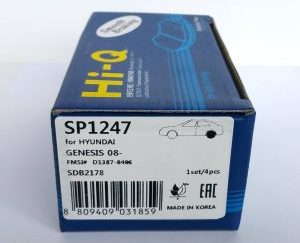 Hi-Q
SP1247
for HYUNDAI
GENESIS 08-
FMSI# D1387-8496
SDB2178
1set/4pcs
EAC
8 809409 031859
MADE IN KOREA